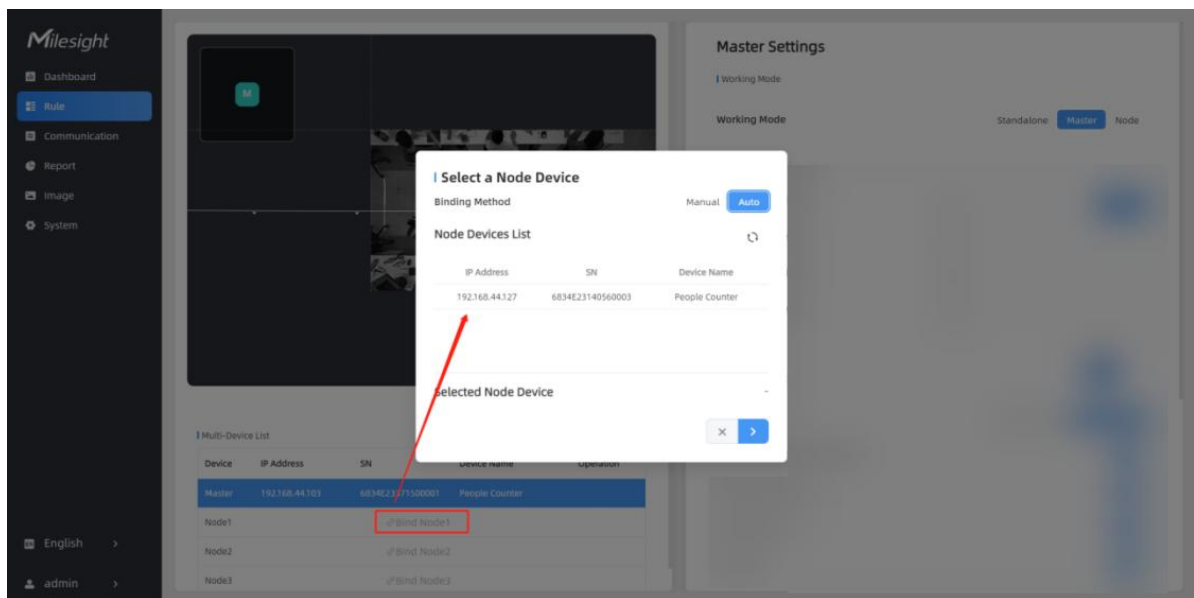 Milesight
Dashboard
Rule
Communication
Report
Image
System
English >
admin >
M
Multi-Device List
Device IP Address SN Device Name Operation
Master 192.168.44.103 People Counter
Node1 Bind Node1
Node2 Bind Node2
Node3 Bind Node3
Select a Node Device
Binding Method Manual Auto
Node Devices List
IP Address SN Device Name
192.168.44.127 6834E23140560003 People Counter
Selected Node Device -
Master Settings
Working Mode
Working Mode Standalone Master Node